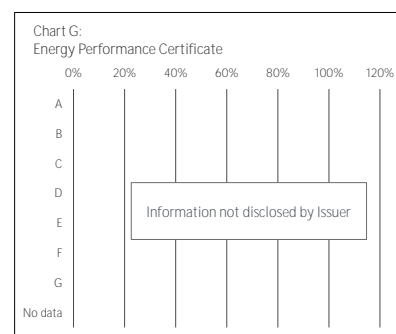 Chart G:
Energy Performance Certificate
0% 20% 40% 60% 80% 100% 120%
A
B
C
D
Information not disclosed by Issuer
E
F
G
No data